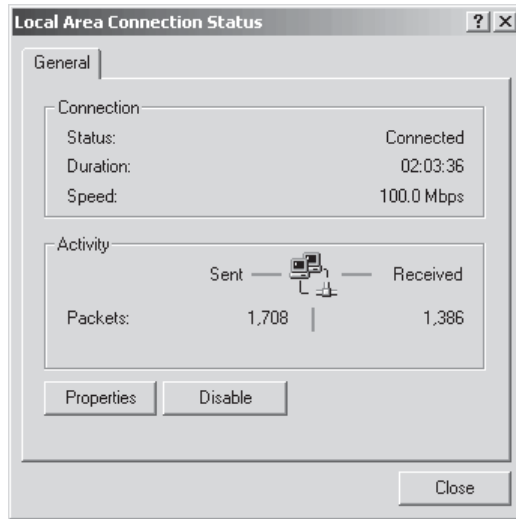 Local Area Connection Status
General
Connection
Status: Connected
Duration: 02:03:36
Speed: 100.0 Mbps
Activity
Sent Received
Packets: 1,708 1,386
Properties Disable
Close